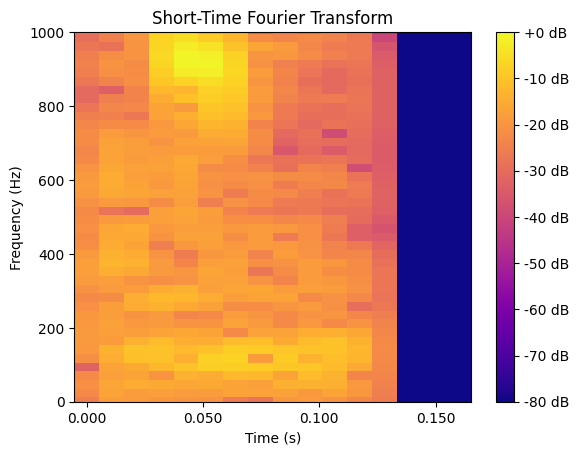 Short-Time Fourier Transform
Frequency (Hz)
1000
800
600
400
200
0
0.000
0.050
0.100
0.150
Time (s)
+0 dB
-10 dB
-20 dB
-30 dB
-40 dB
-50 dB
-60 dB
-70 dB
-80 dB